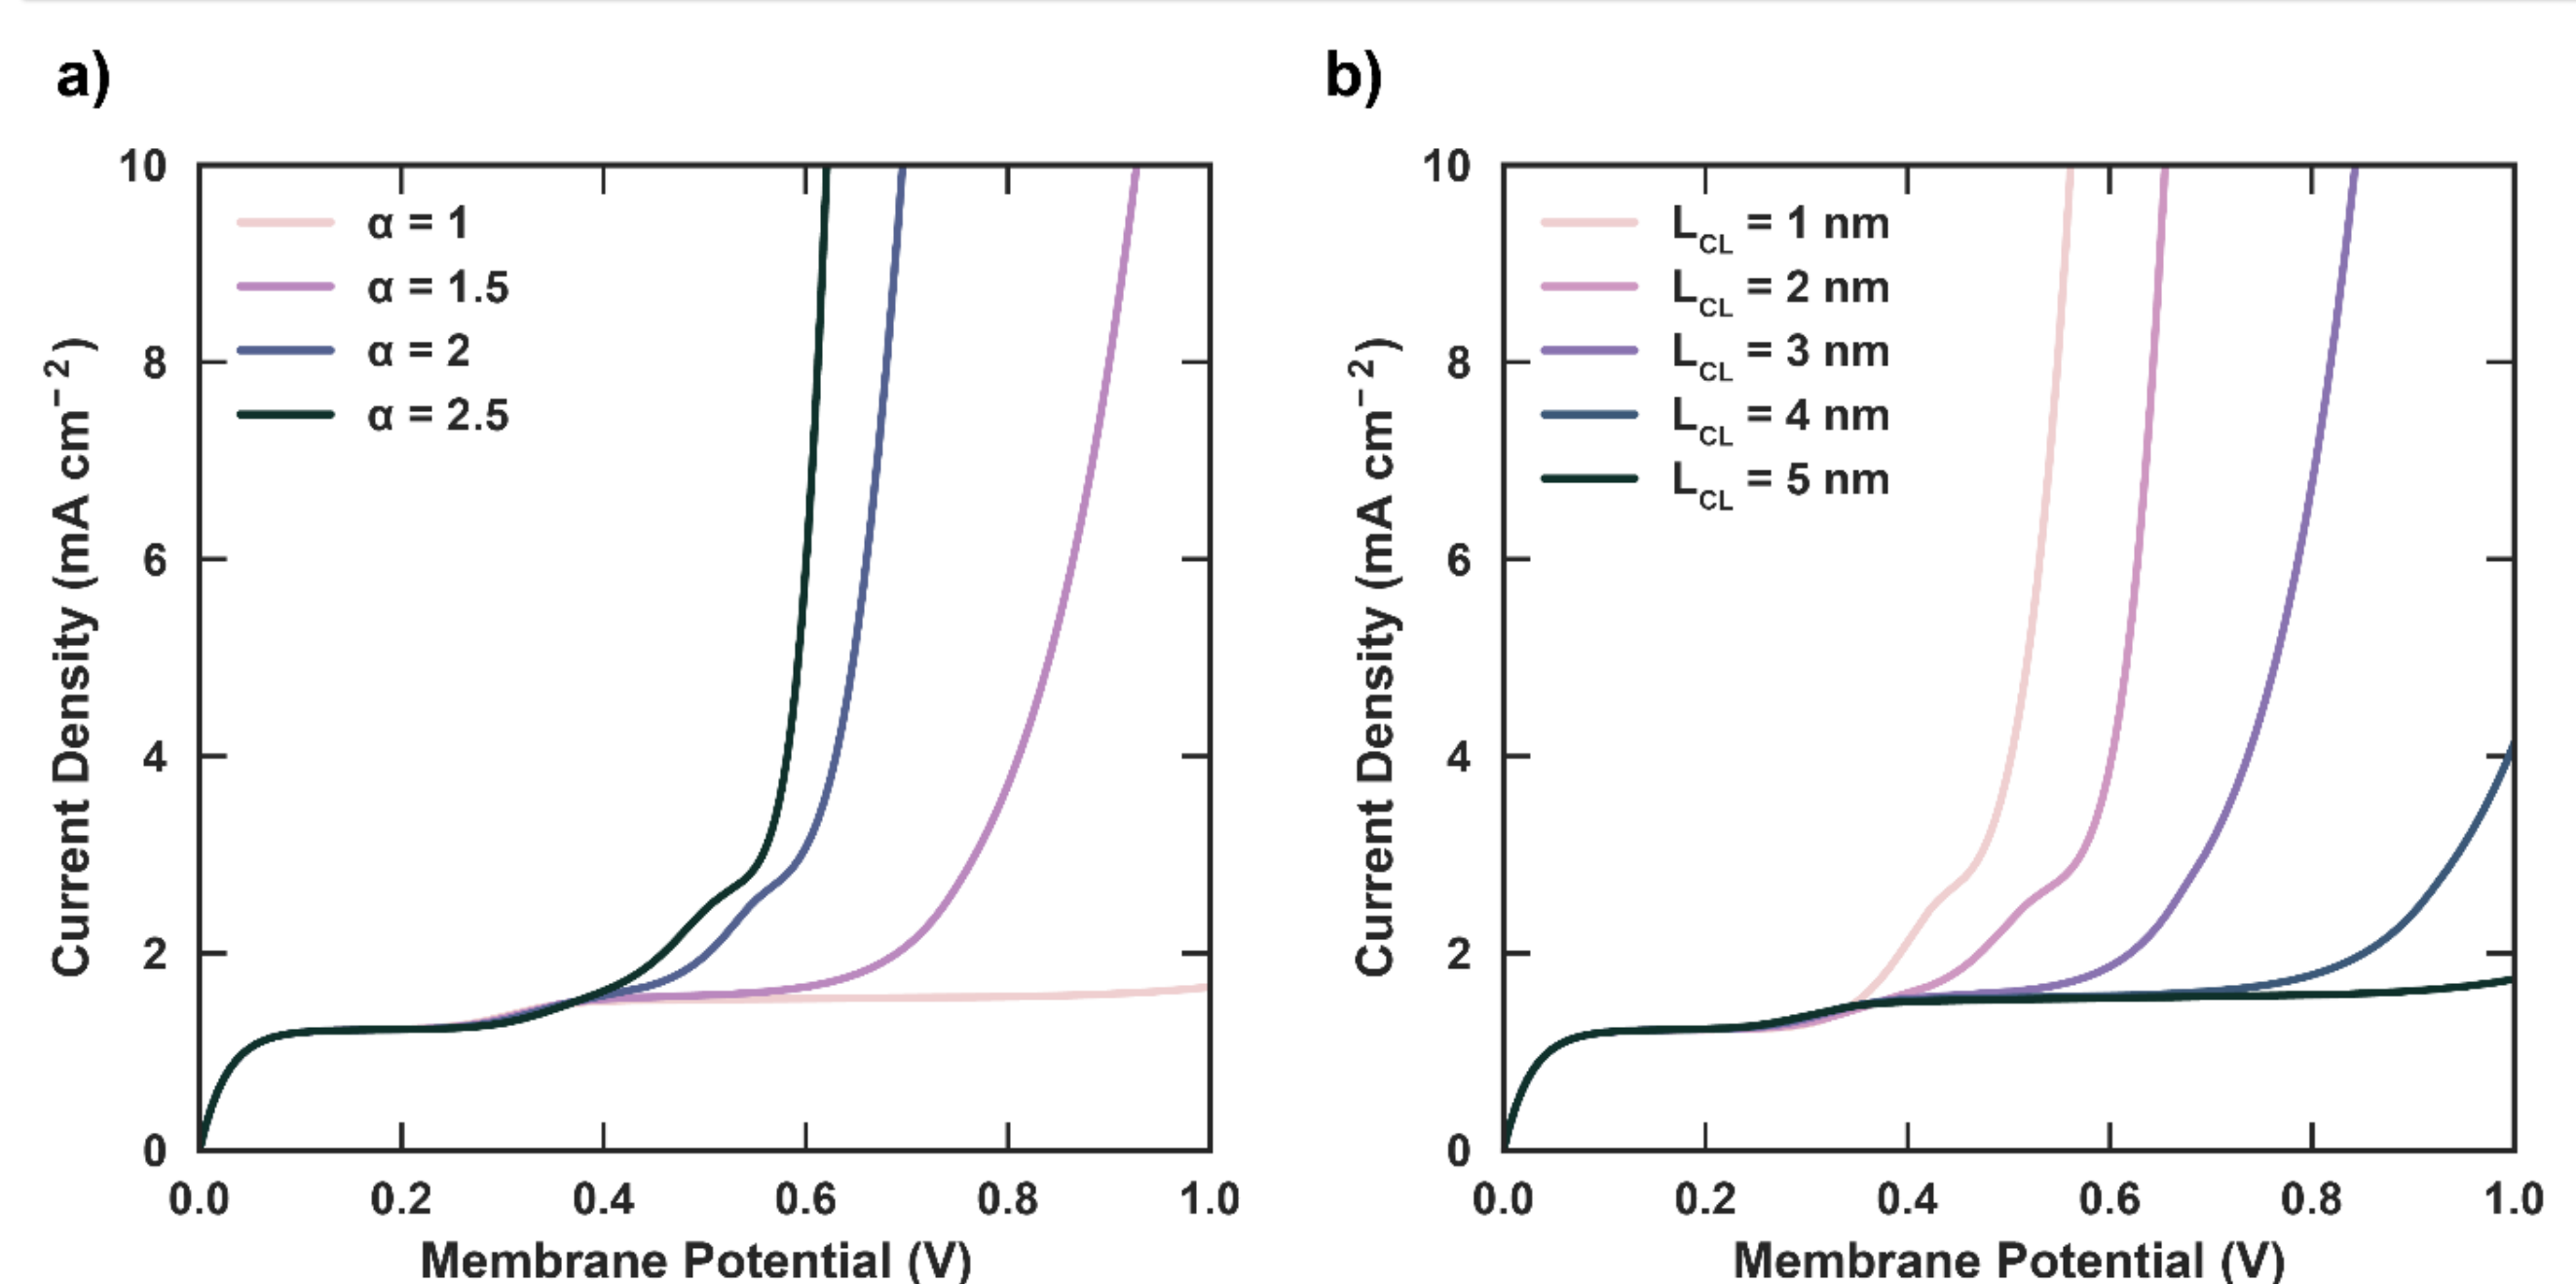 a)
10
8
6
4
2
0
Current Density (mA cm⁻²)
α = 1
α = 1.5
α = 2
α = 2.5
0.0 0.2 0.4 0.6 0.8 1.0
Membrane Potential (V)
b)
10
8
6
4
2
0
Current Density (mA cm⁻²)
L_CL = 1 nm
L_CL = 2 nm
L_CL = 3 nm
L_CL = 4 nm
L_CL = 5 nm
0.0 0.2 0.4 0.6 0.8 1.0
Membrane Potential (V)